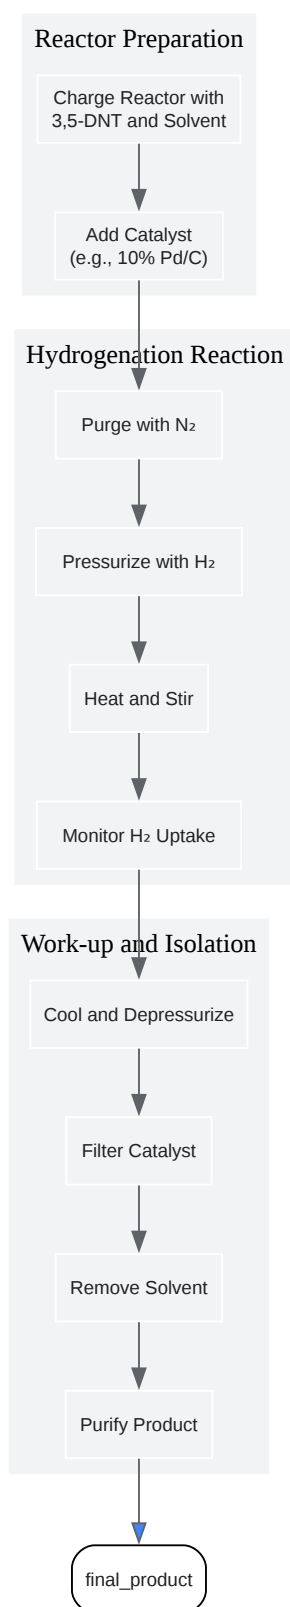 Reactor Preparation
Charge Reactor with
3,5-DNT and Solvent
Add Catalyst
(e.g., 10% Pd/C)
Hydrogenation Reaction
Purge with N₂
Pressurize with H₂
Heat and Stir
Monitor H₂ Uptake
Work-up and Isolation
Cool and Depressurize
Filter Catalyst
Remove Solvent
Purify Product
final_product